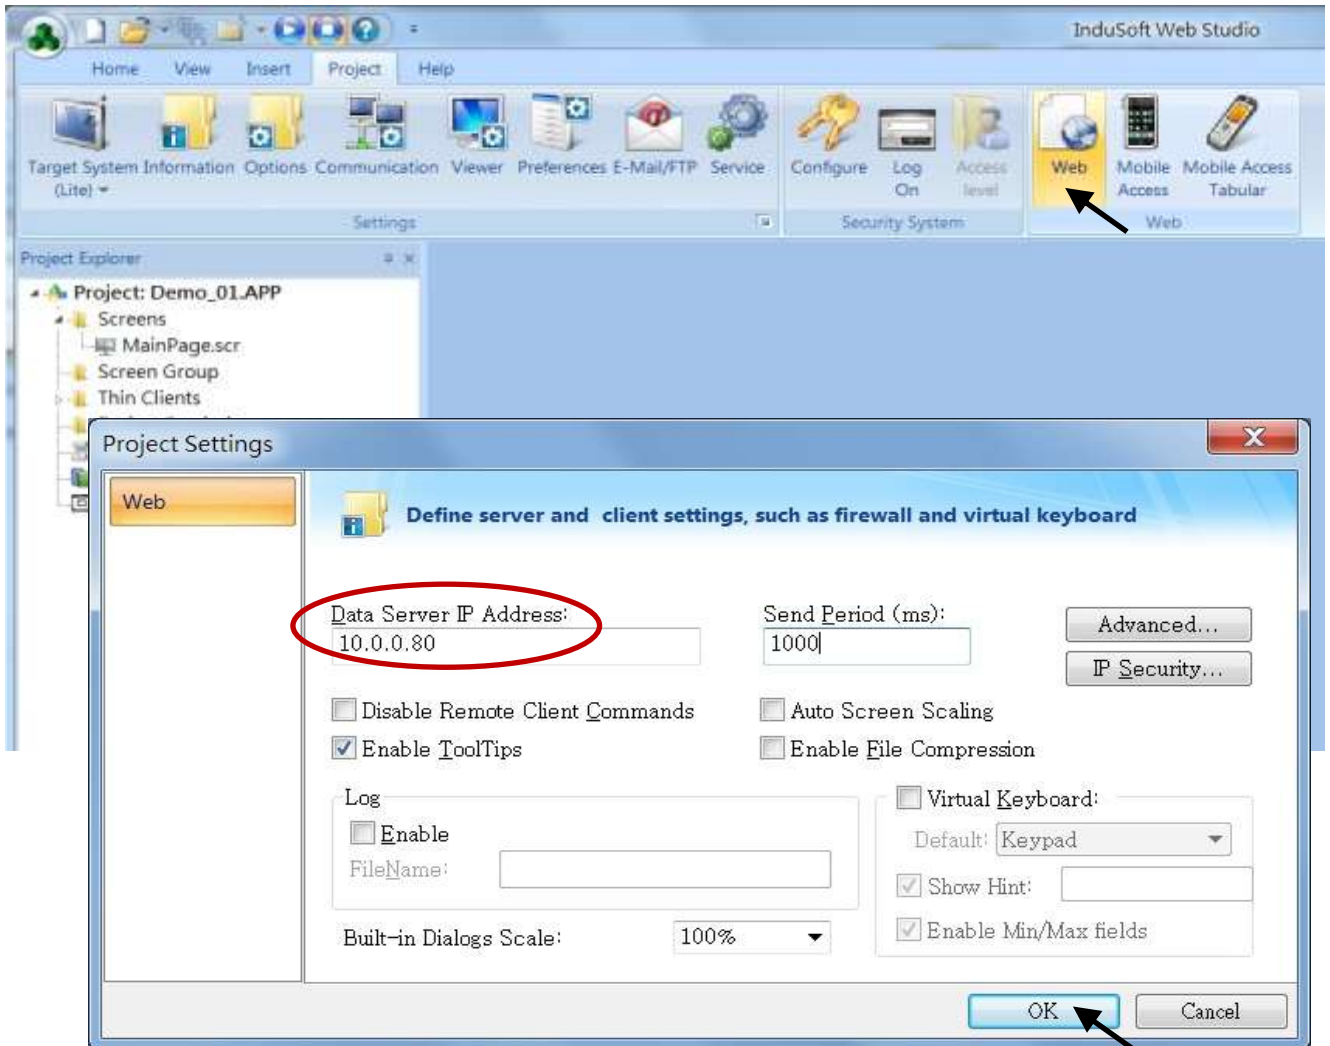 InduSoft Web Studio
Home View Insert Project Help
Target System (Lite) Information Options Communication Viewer Preferences E-Mail/FTP Service Configure Log On Access level Web Mobile Access Mobile Access Tabular
Settings Security System Web
Project Explorer
Project: Demo_01.APP
Screens
MainPage.scr
Screen Group
Thin Clients
Project Settings
Web
Define server and client settings, such as firewall and virtual keyboard
Data Server IP Address: Send Period (ms):
10.0.0.80 1000
Advanced...
IP Security...
Disable Remote Client Commands Auto Screen Scaling
Enable ToolTips Enable File Compression
Log Virtual Keyboard:
Enable Default: Keypad
FileName: Show Hint:
Built-in Dialogs Scale: 100% Enable Min/Max fields
OK Cancel